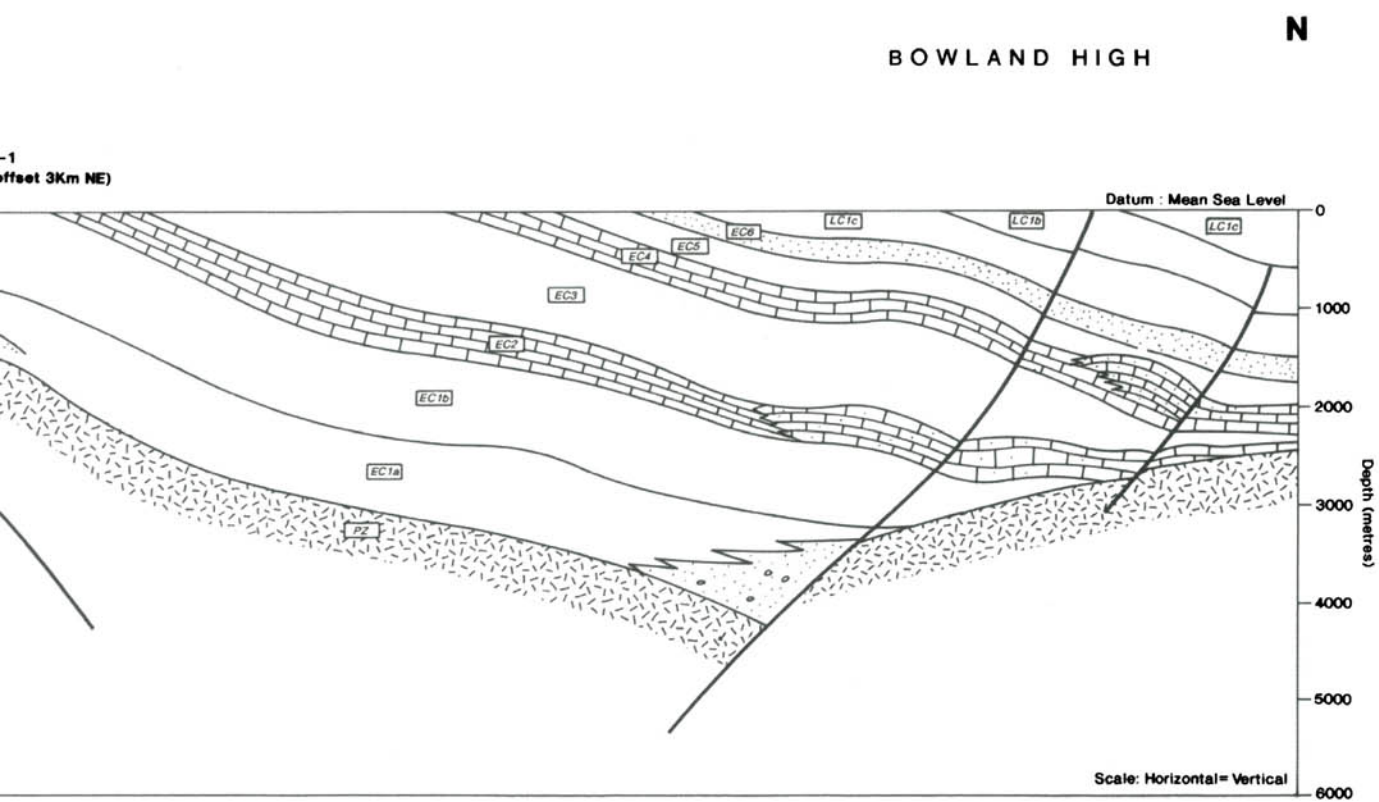 N
BOWLAND HIGH
-1
offset 3Km NE)
Datum : Mean Sea Level
0
LC1c
LC1b
LC1c
EC6
EC5
EC4
EC3
1000
EC2
EC1b
2000
EC1a
PZ
3000
Depth (metres)
4000
5000
Scale: Horizontal= Vertical
6000